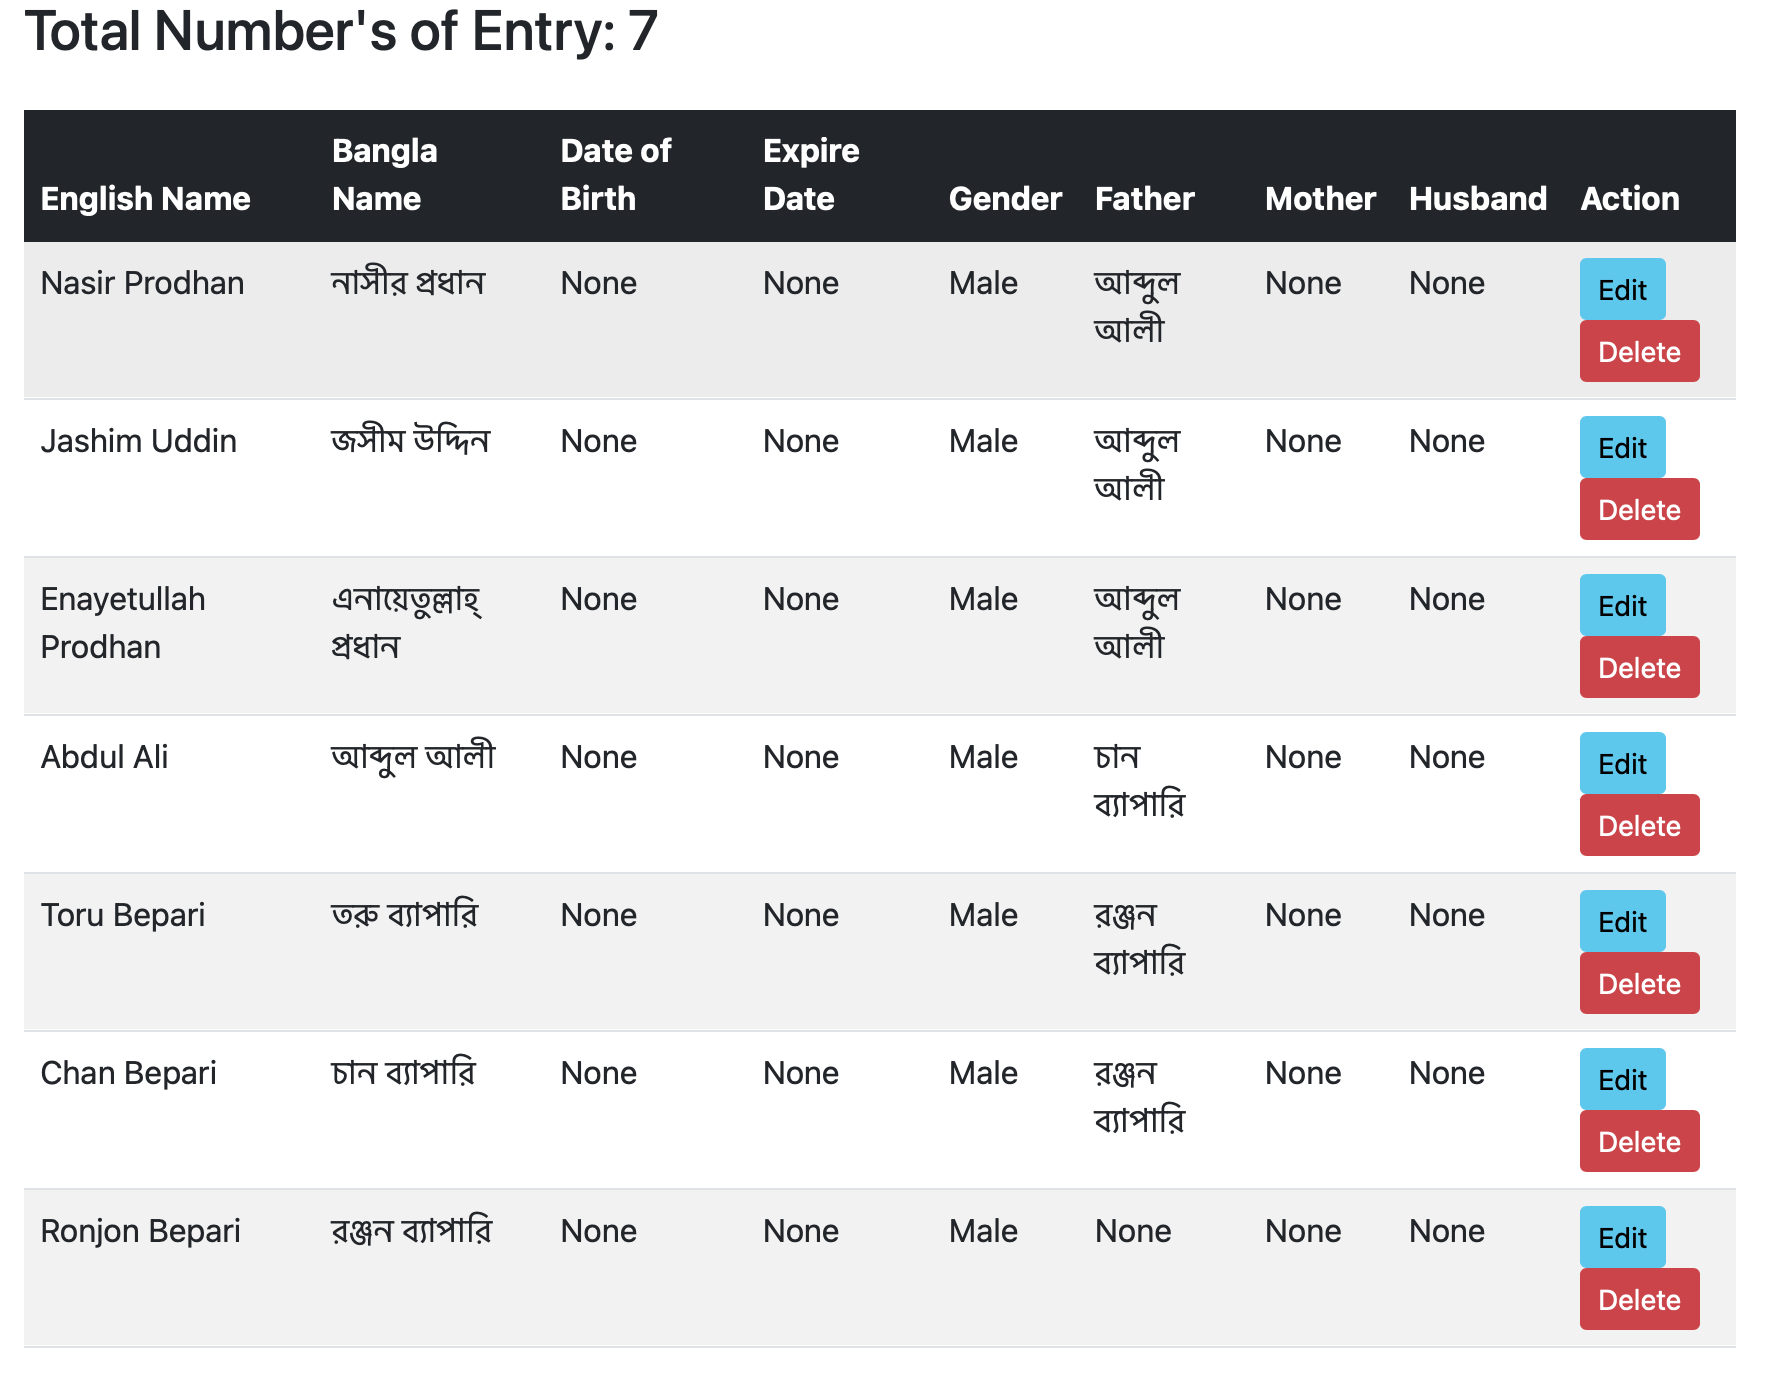 Total Number's of Entry: 7
English Name Bangla Name Date of Birth Expire Date Gender Father Mother Husband Action
Nasir Prodhan নাসীর প্রধান None None Male আব্দুল আলী None None Edit Delete
Jashim Uddin জসীম উদ্দিন None None Male আব্দুল আলী None None Edit Delete
Enayetullah Prodhan এনায়েতুল্লাহ্ প্রধান None None Male আব্দুল আলী None None Edit Delete
Abdul Ali আব্দুল আলী None None Male চান ব্যাপারি None None Edit Delete
Toru Bepari তরু ব্যাপারি None None Male রঞ্জন ব্যাপারি None None Edit Delete
Chan Bepari চান ব্যাপারি None None Male রঞ্জন ব্যাপারি None None Edit Delete
Ronjon Bepari রঞ্জন ব্যাপারি None None Male None None None Edit Delete